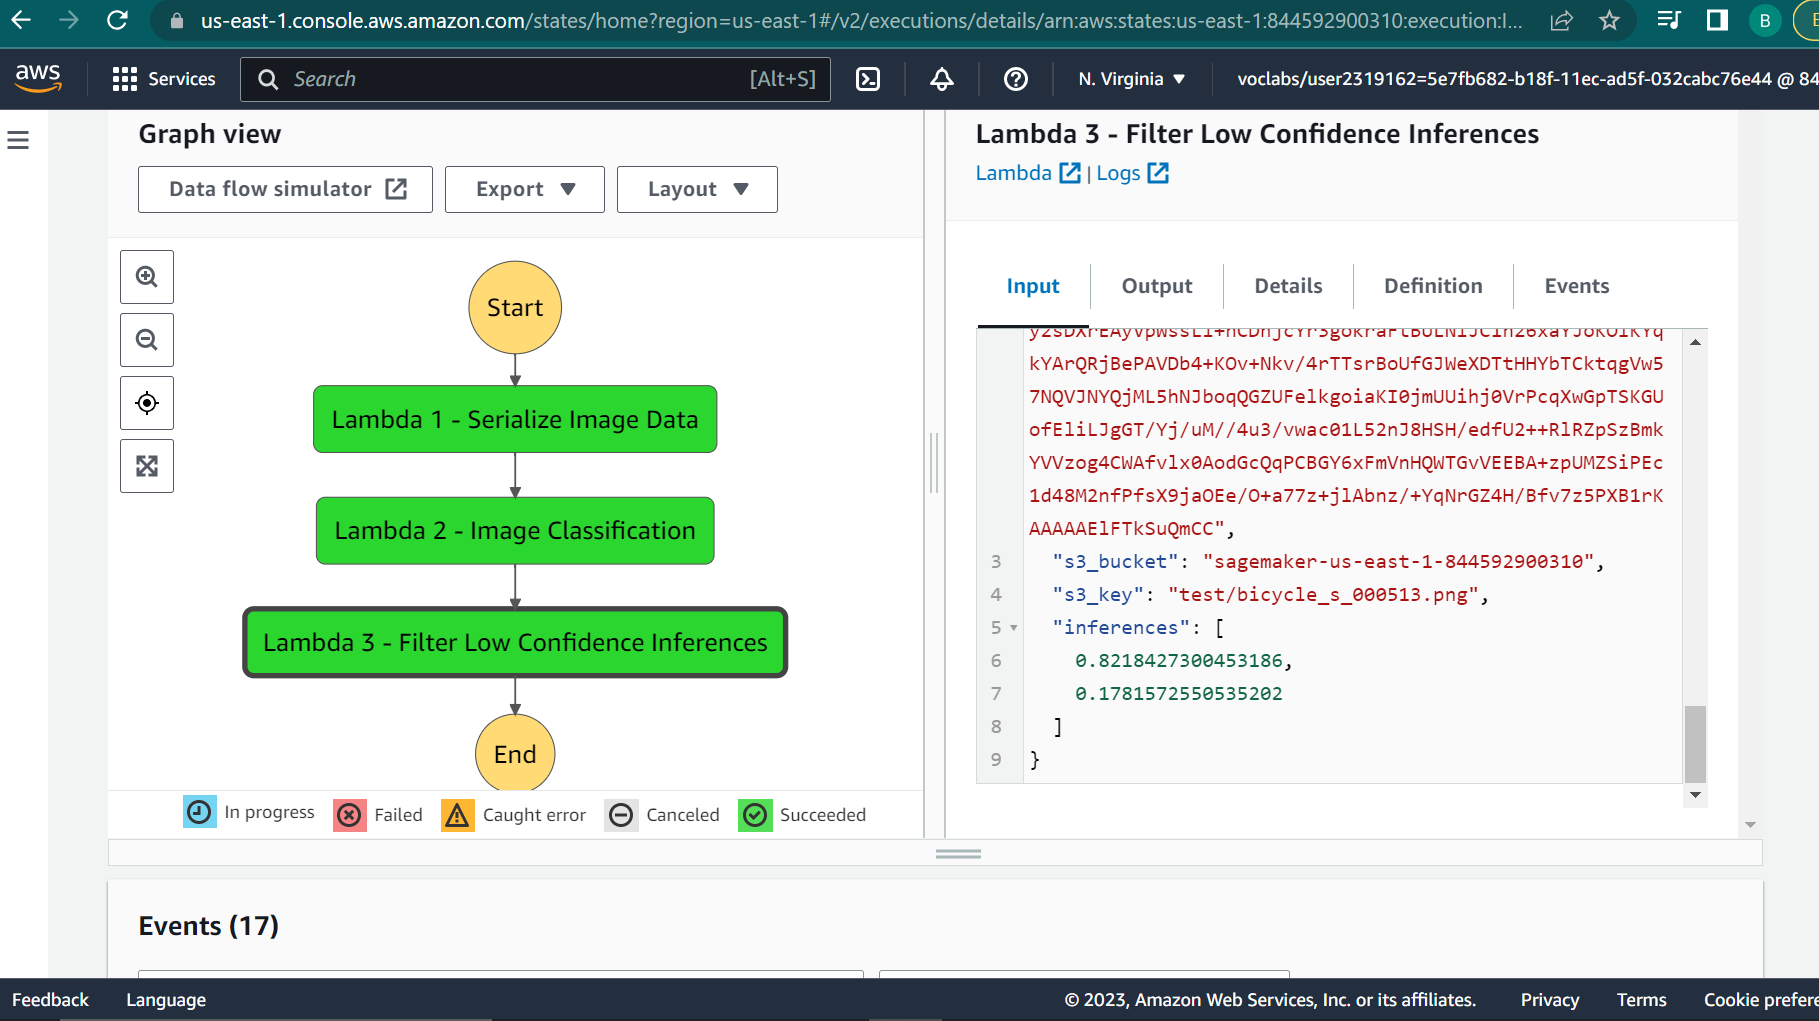 us-east-1.console.aws.amazon.com/states/home?region=us-east-1#/v2/executions/details/arn:aws:states:us-east-1:844592900310:execution:I...
B
aws
Services
Search
[Alt+S]
N. Virginia
voclabs/user2319162=5e7fb682-b18f-11ec-ad5f-032cabc76e44 @ 84
Graph view
Data flow simulator
Export
Layout
Start
Lambda 1 - Serialize Image Data
Lambda 2 - Image Classification
Lambda 3 - Filter Low Confidence Inferences
End
In progress
Failed
Caught error
Canceled
Succeeded
Lambda 3 - Filter Low Confidence Inferences
Lambda | Logs
Input
Output
Details
Definition
Events
kYArQRjBePAVDb4+KOv+Nkv/4rTTsrBoUfGJWeXDTtHHYbTCktqgVw5
7NQVJNYQjML5hNJboqQGZUFelkgoiaKI0jmUUihj0VrPcqXwGpTSKGU
ofEliLJgGT/Yj/uM//4u3/vwac01L52nJ8HSH/edfU2++RlRZpSzBmk
YVVzog4CWAfvlx0AodGcQqPCBGY6xFmVnHQWTGvVEEBA+zpUMZSiPEc
1d48M2nfPfsX9jaOEe/O+a77z+jlAbnz/+YqNrGZ4H/Bfv7z5PXB1rK
AAAAAElFTkSuQmCC",
3 "s3_bucket": "sagemaker-us-east-1-844592900310",
4 "s3_key": "test/bicycle_s_000513.png",
5 "inferences": [
6 0.8218427300453186,
7 0.1781572550535202
8 ]
9 }
Events (17)
Feedback
Language
© 2023, Amazon Web Services, Inc. or its affiliates.
Privacy
Terms
Cookie prefere